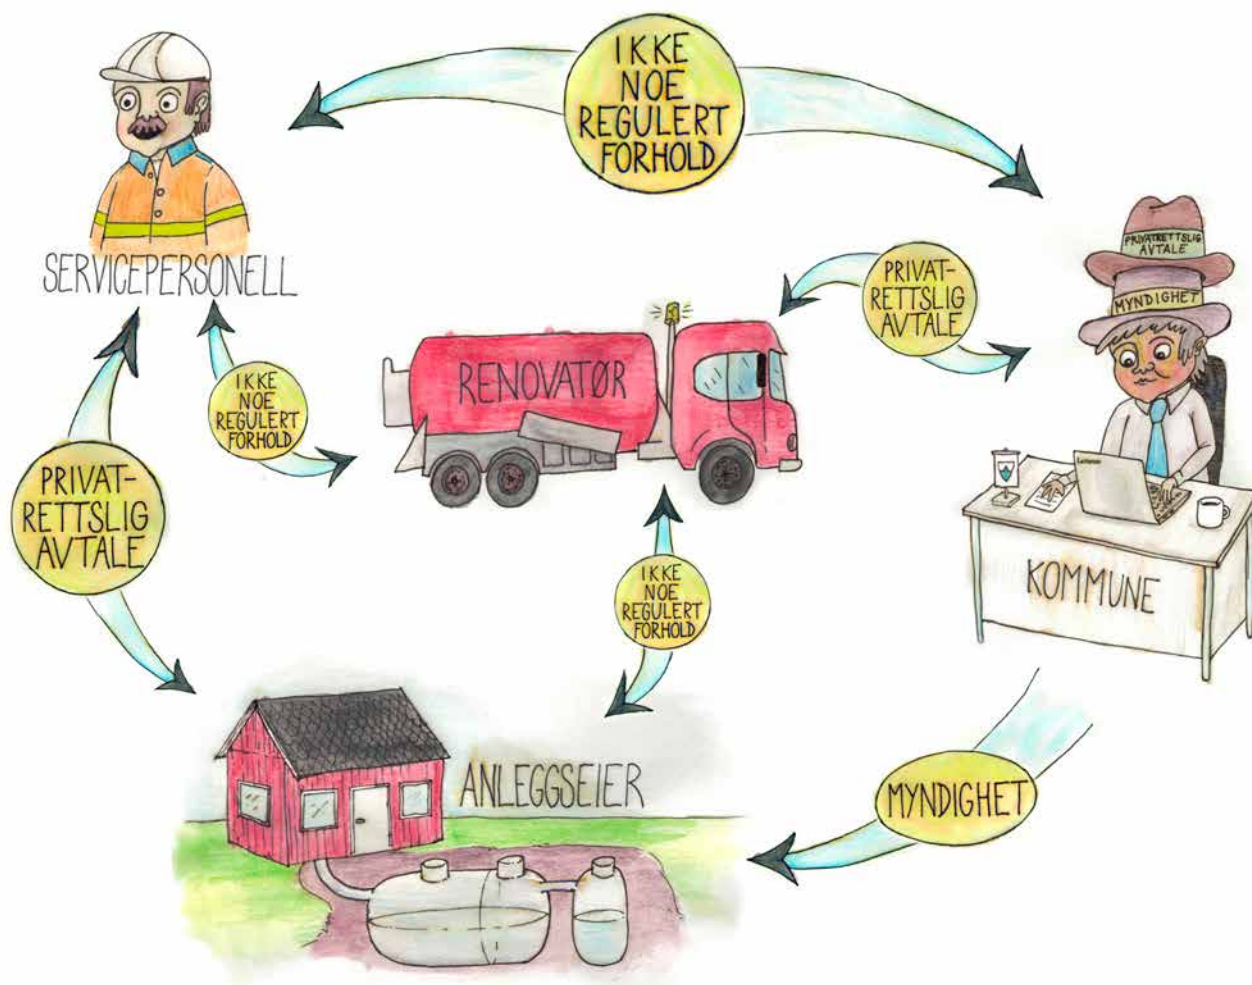 IKKE
NOE
REGULERT
FORHOLD
SERVICEPERSONELL
PRIVATRETTSLIG
AVTALE
MYNDIGHET
PRIVAT-
RETTSLIG
AVTALE
RENOVATØR
IKKE
NOE
REGULERT
FORHOLD
PRIVAT-
RETTSLIG
AVTALE
KOMMUNE
IKKE
NOE
REGULERT
FORHOLD
ANLEGGSEIER
MYNDIGHET